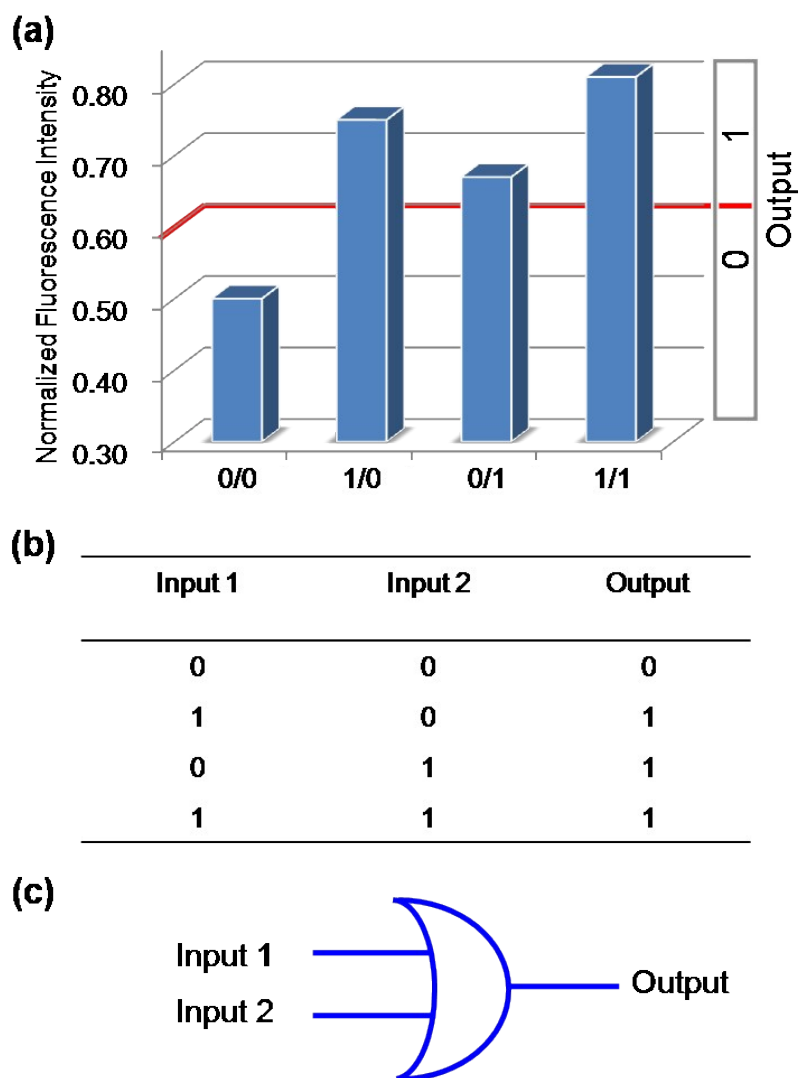 (a)
Normalized Fluorescence Intensity
0.80
0.70
0.60
0.50
0.40
0.30
0/0 1/0 0/1 1/1
1
0
Output
(b)
Input 1 Input 2 Output
0 0 0
1 0 1
0 1 1
1 1 1
(c)
Input 1
Input 2
Output